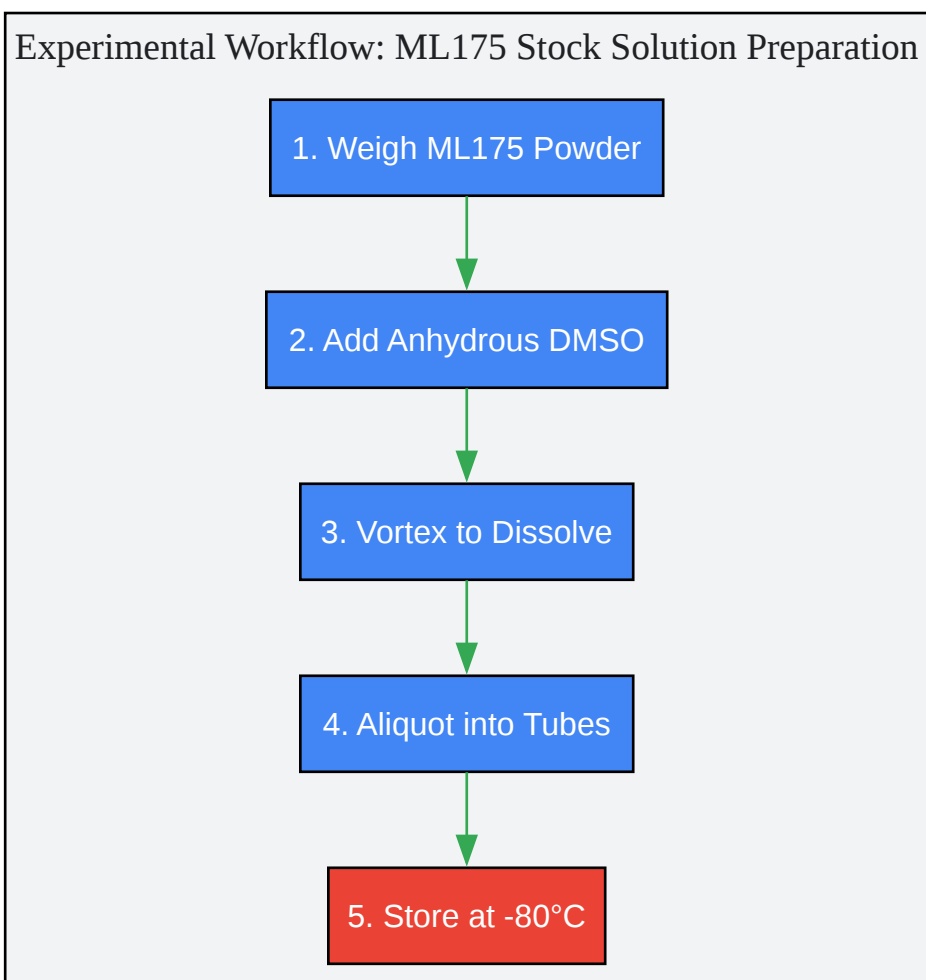 Experimental Workflow: ML175 Stock Solution Preparation
1. Weigh ML175 Powder
2. Add Anhydrous DMSO
3. Vortex to Dissolve
4. Aliquot into Tubes
5. Store at -80°C